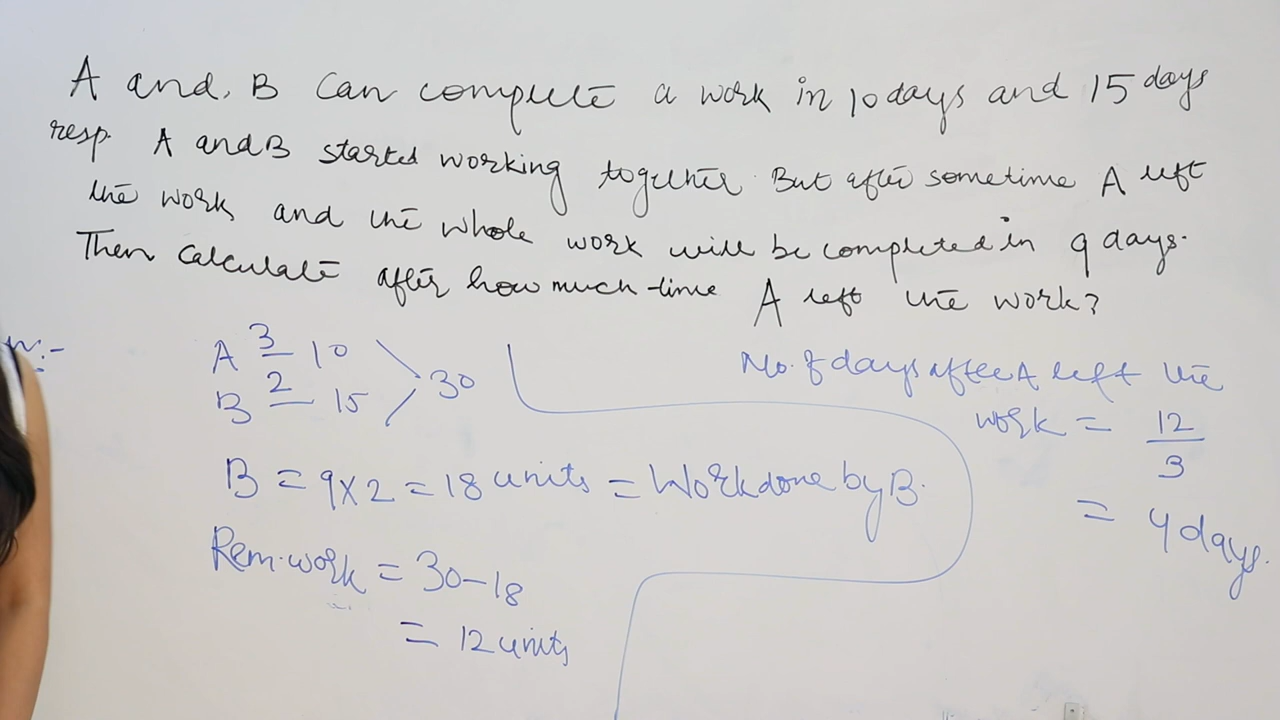 A and B Can complete a work in 10 days and 15 days
resp. A and B started working together But after sometime A left
the work and the whole work will be completed in 9 days.
Then calculate after how much time A left the work?
A 3 10
B 2 15
30
B = 9×2 = 18 units = Work done by B.
Rem. work = 30-18
= 12 units
No. of days after A left the
work = 12/3
= 4 days.